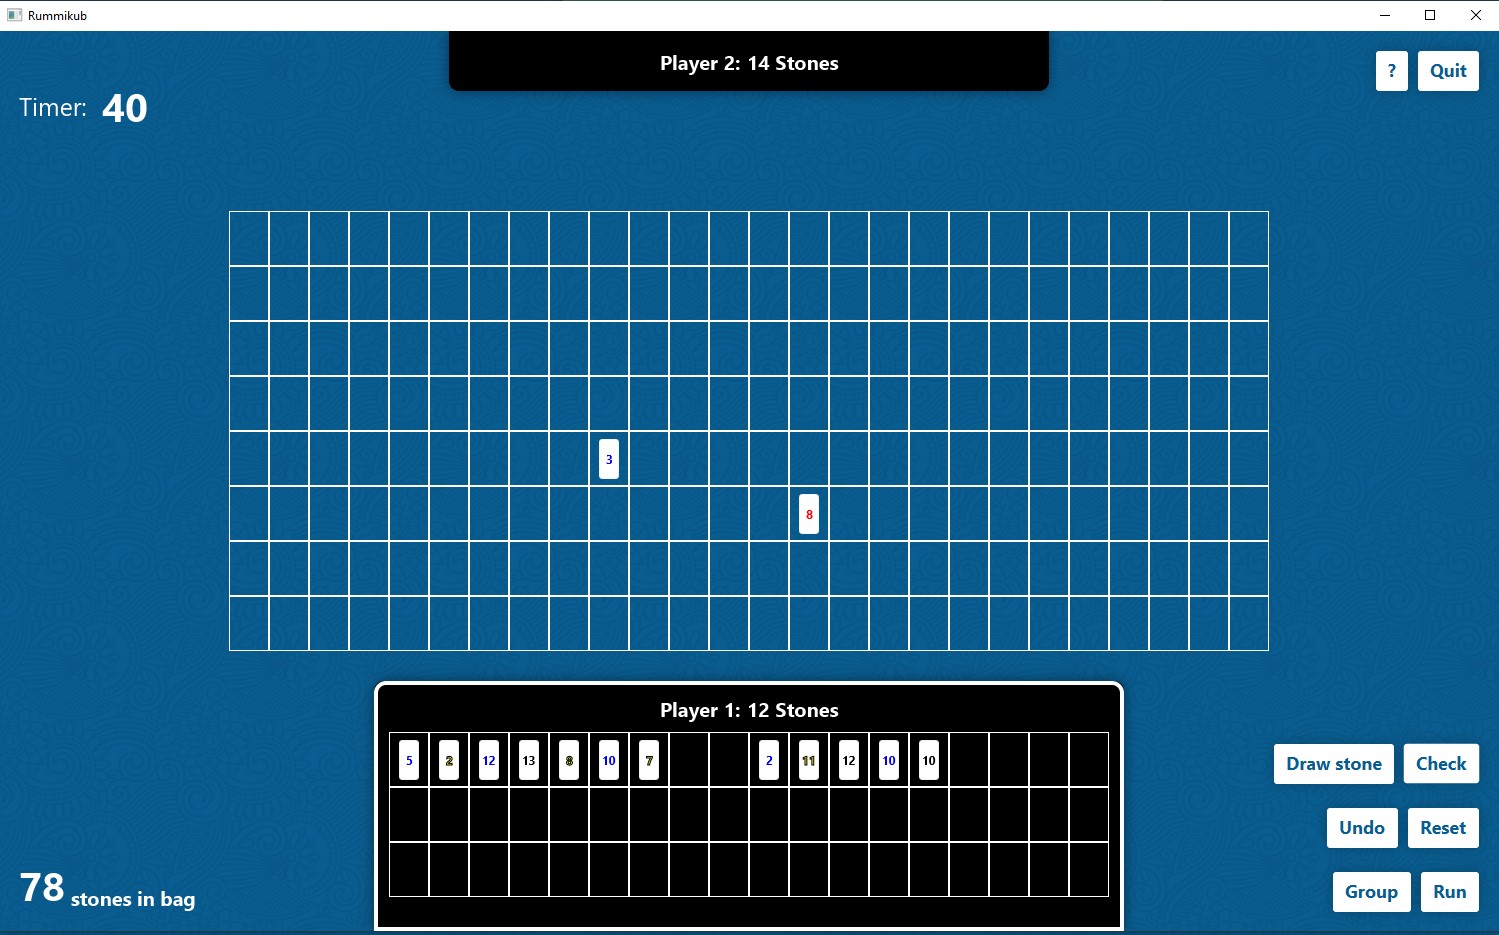 Rummikub
Player 2: 14 Stones
? Quit
Timer: 40
3
8
Player 1: 12 Stones
5 2 12 13 8 10 7 2 11 12 10 10
Draw stone Check
Undo Reset
78 stones in bag
Group Run